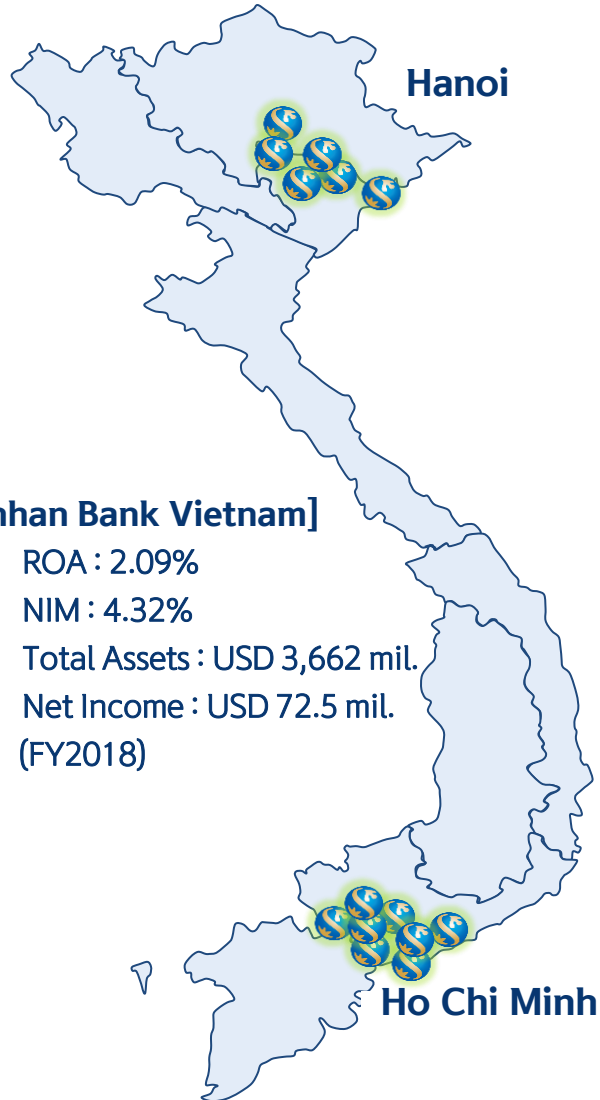 Hanoi
nhan Bank Vietnam]
ROA : 2.09%
NIM : 4.32%
Total Assets : USD 3,662 mil.
Net Income : USD 72.5 mil.
(FY2018)
Ho Chi Minh